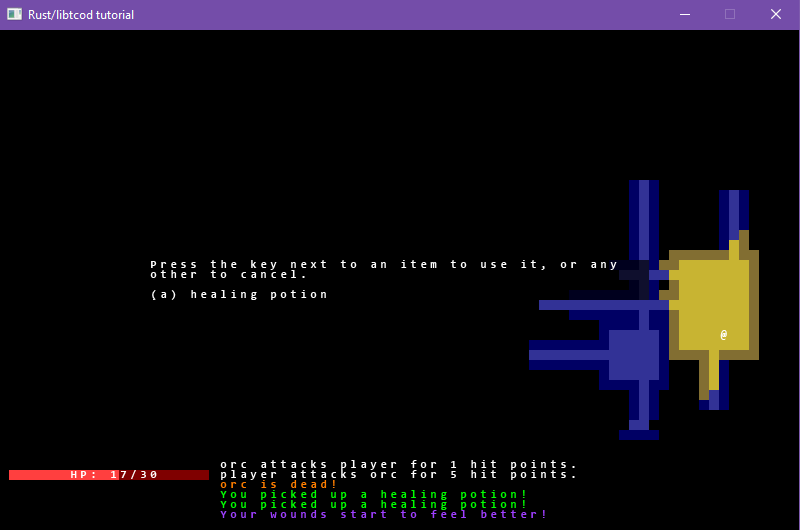 Rust/libtcod tutorial
Press the key next to an item to use it, or any
other to cancel.
(a) healing potion
@
orc attacks player for 1 hit points.
HP: 17/30
player attacks orc for 5 hit points.
orc is dead!
You picked up a healing potion!
You picked up a healing potion!
Your wounds start to feel better!